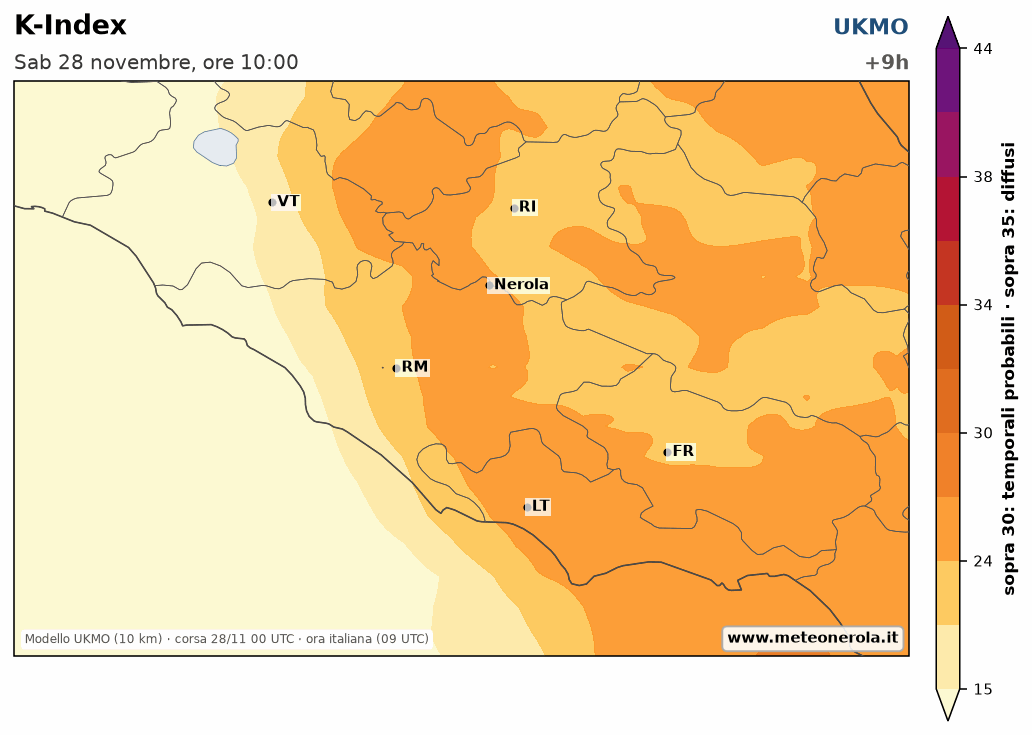 K-Index
UKMO
Sab 28 novembre, ore 10:00
+9h
VT
RI
Nerola
RM
FR
LT
Modello UKMO (10 km) · corsa 28/11 00 UTC · ora italiana (09 UTC)
www.meteonerola.it
44
38
34
30
24
15
sopra 30: temporali probabili · sopra 35: diffusi